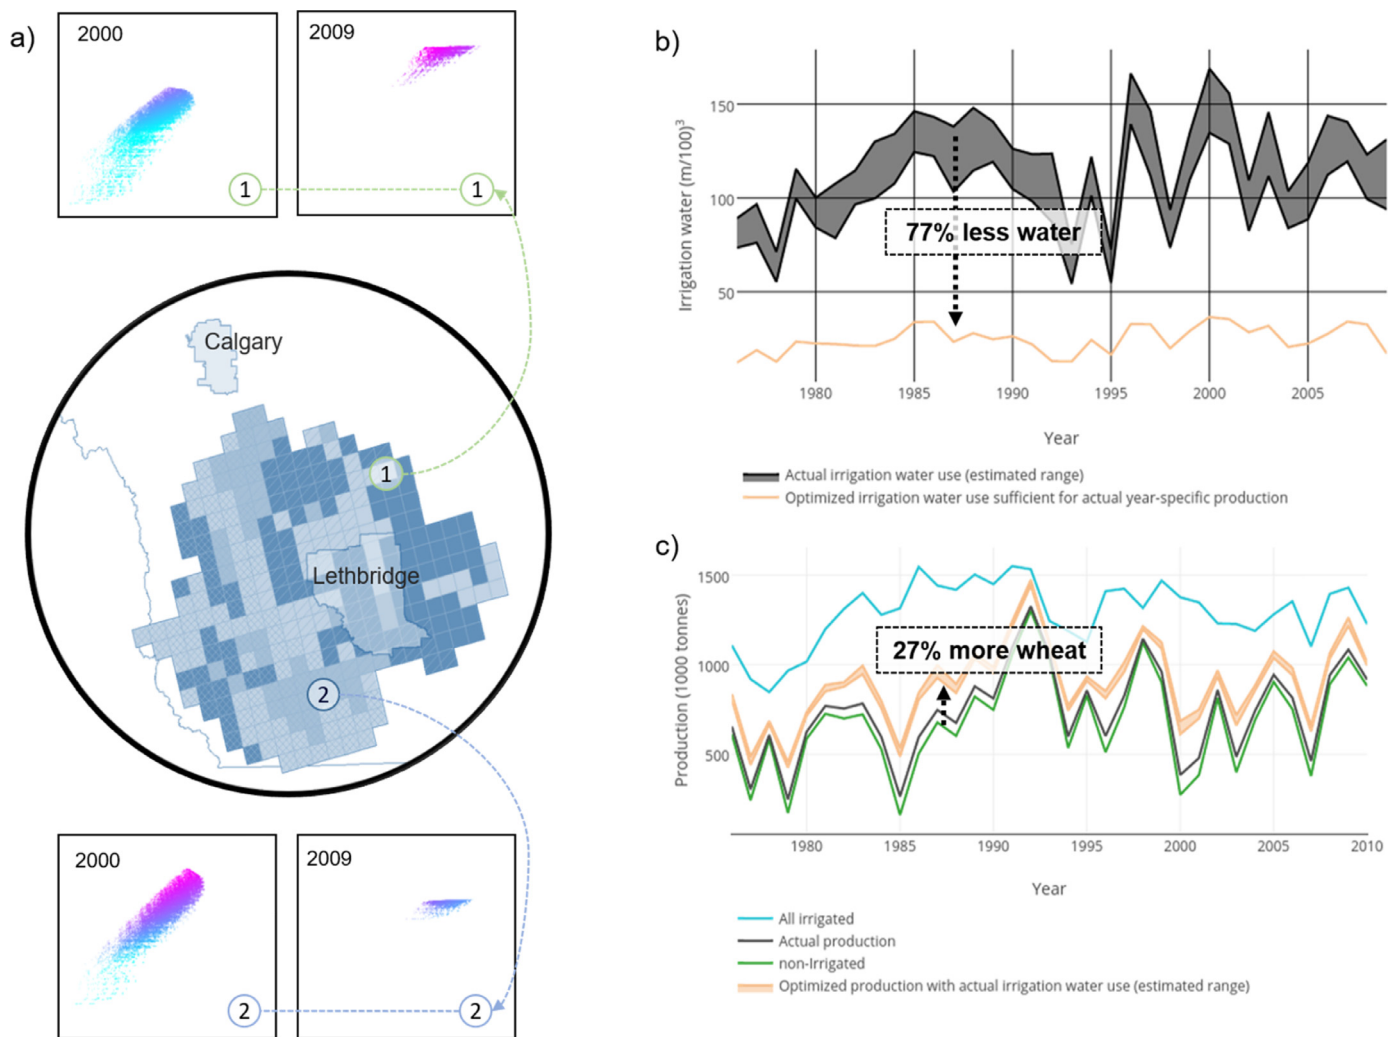 a)
2000
2009
1
1
Calgary
1
Lethbridge
2
2000
2009
2
2
b)
Irrigation water (m/100)³
150
100
50
77% less water
1980
1985
1990
1995
2000
2005
Year
Actual irrigation water use (estimated range)
Optimized irrigation water use sufficient for actual year-specific production
c)
Production (1000 tonnes)
1500
1000
500
27% more wheat
1980
1985
1990
1995
2000
2005
2010
Year
All irrigated
Actual production
non-Irrigated
Optimized production with actual irrigation water use (estimated range)